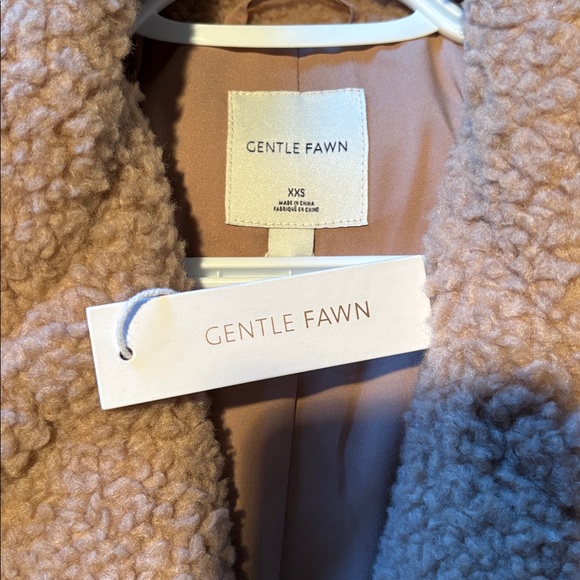 GENTLE FAWN
XXS
MADE IN CHINA
FABRIQUÉ EN CHINE
GENTLE FAWN